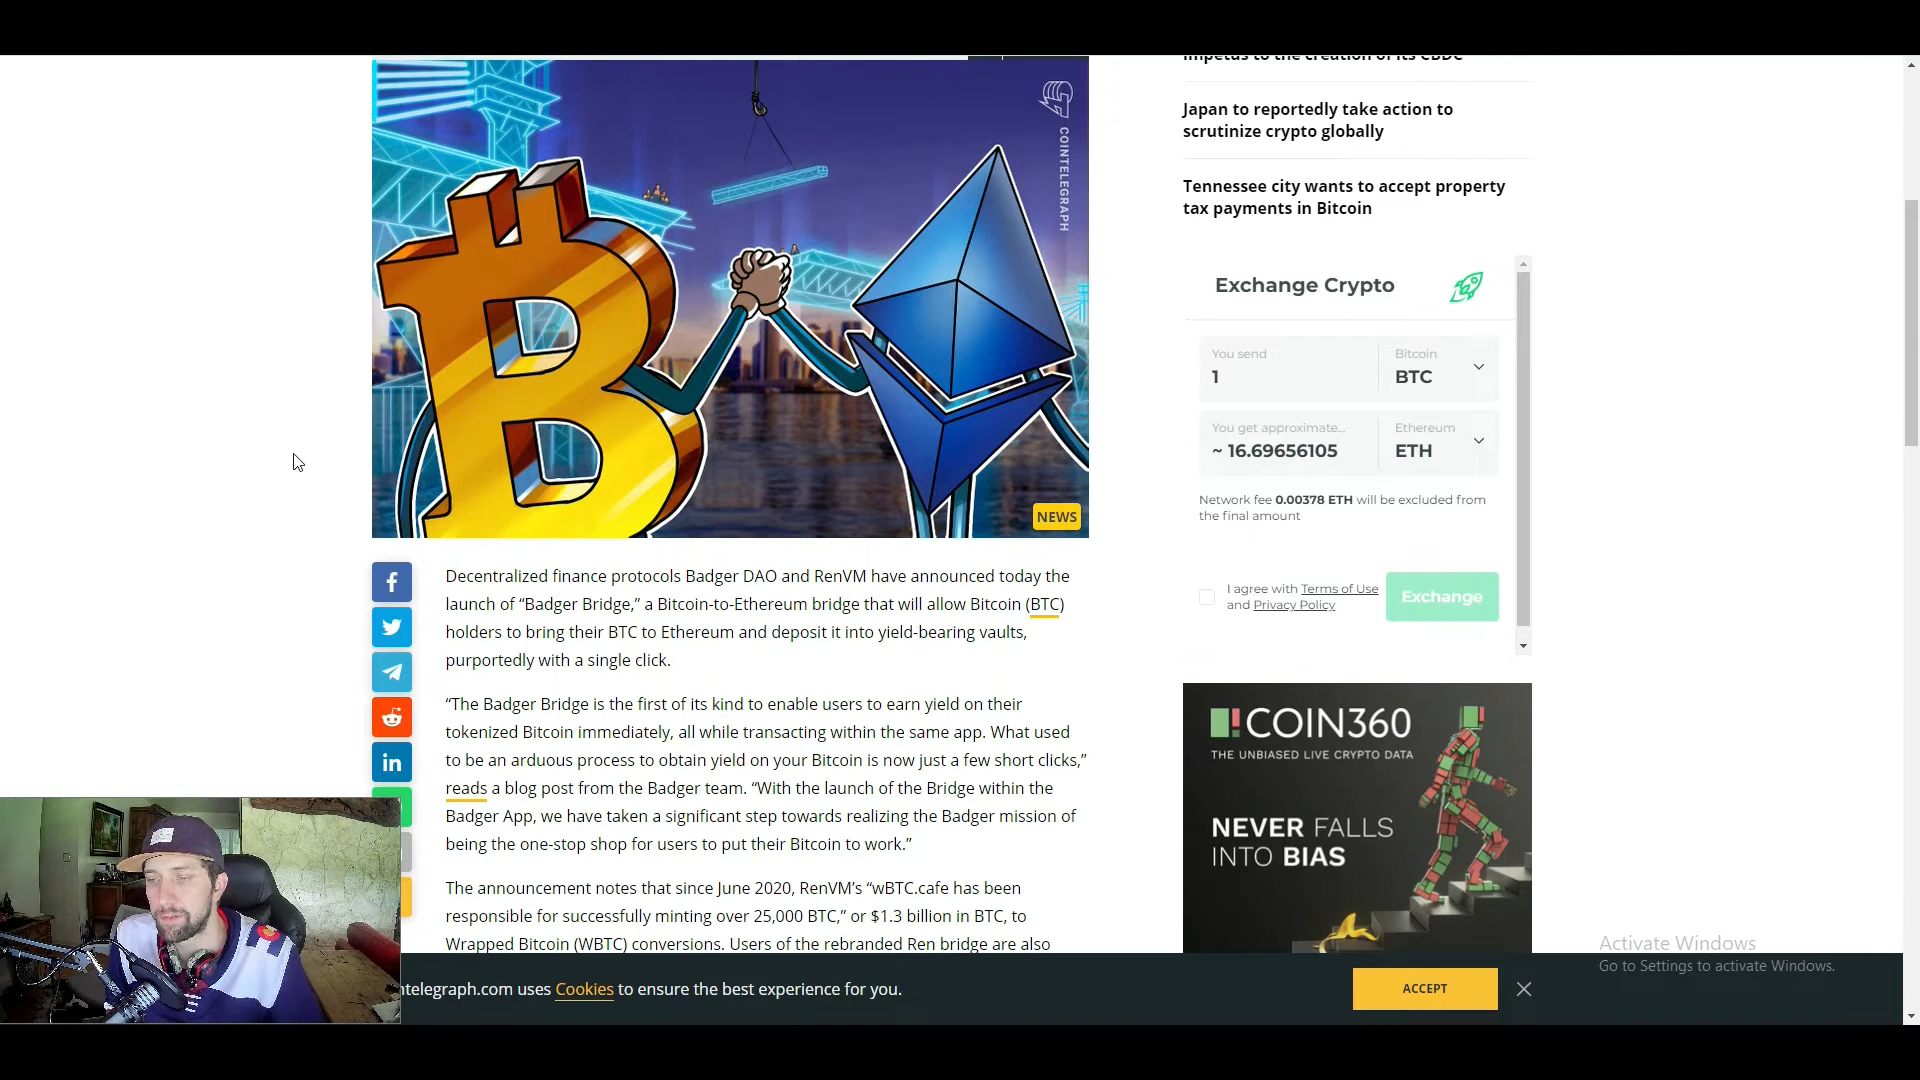 impetus to the creation of its CBDC
Japan to reportedly take action to
scrutinize crypto globally
Tennessee city wants to accept property
tax payments in Bitcoin
COINTELEGRAPH
NEWS
Exchange Crypto
You send
1
Bitcoin
BTC
You get approximate...
~ 16.69656105
Ethereum
ETH
Network fee 0.00378 ETH will be excluded from
the final amount
I agree with Terms of Use
and Privacy Policy
Exchange
Decentralized finance protocols Badger DAO and RenVM have announced today the
launch of “Badger Bridge,” a Bitcoin-to-Ethereum bridge that will allow Bitcoin (BTC)
holders to bring their BTC to Ethereum and deposit it into yield-bearing vaults,
purportedly with a single click.
“The Badger Bridge is the first of its kind to enable users to earn yield on their
tokenized Bitcoin immediately, all while transacting within the same app. What used
to be an arduous process to obtain yield on your Bitcoin is now just a few short clicks,”
reads a blog post from the Badger team. “With the launch of the Bridge within the
Badger App, we have taken a significant step towards realizing the Badger mission of
being the one-stop shop for users to put their Bitcoin to work.”
The announcement notes that since June 2020, RenVM’s “wBTC.cafe has been
responsible for successfully minting over 25,000 BTC,” or $1.3 billion in BTC, to
Wrapped Bitcoin (WBTC) conversions. Users of the rebranded Ren bridge are also
COIN360
THE UNBIASED LIVE CRYPTO DATA
NEVER FALLS
INTO BIAS
Activate Windows
Go to Settings to activate Windows.
ntelegraph.com uses Cookies to ensure the best experience for you.
ACCEPT